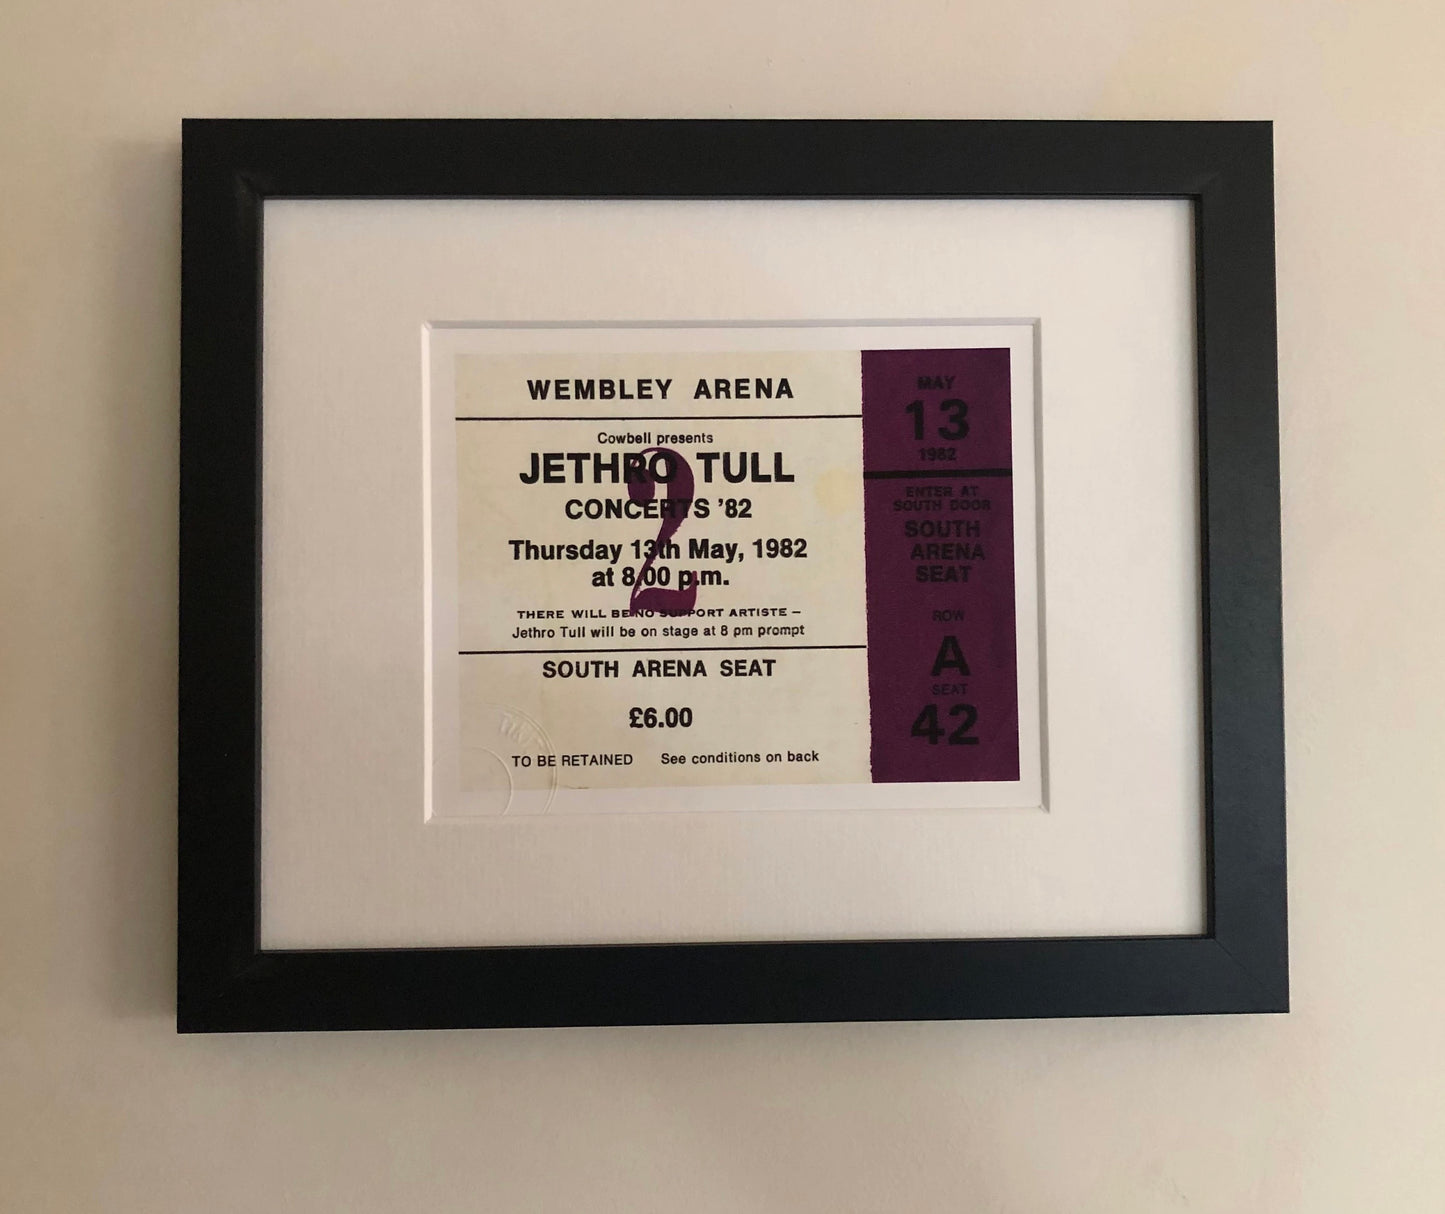 WEMBLEY ARENA
Cowbell presents
JETHRO TULL
CONCERTS '82
2
Thursday 13th May, 1982
at 8.00 p.m.
THERE WILL BE NO SUPPORT ARTISTE –
Jethro Tull will be on stage at 8 pm prompt
SOUTH ARENA SEAT
£6.00
TO BE RETAINED See conditions on back
MAY
13
1982
ENTER AT
SOUTH DOOR
SOUTH
ARENA
SEAT
ROW
A
SEAT
42